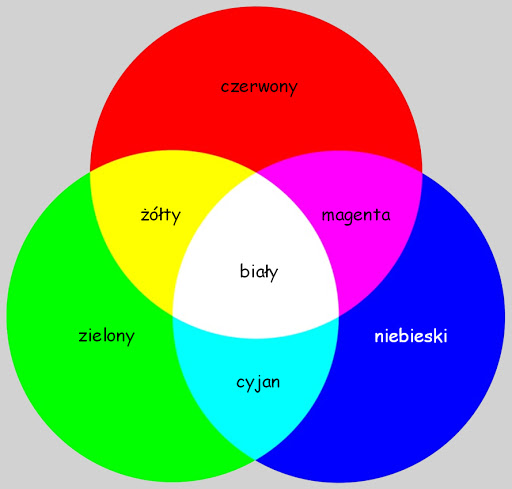 czerwony
żółty
magenta
biały
zielony
niebieski
cyjan